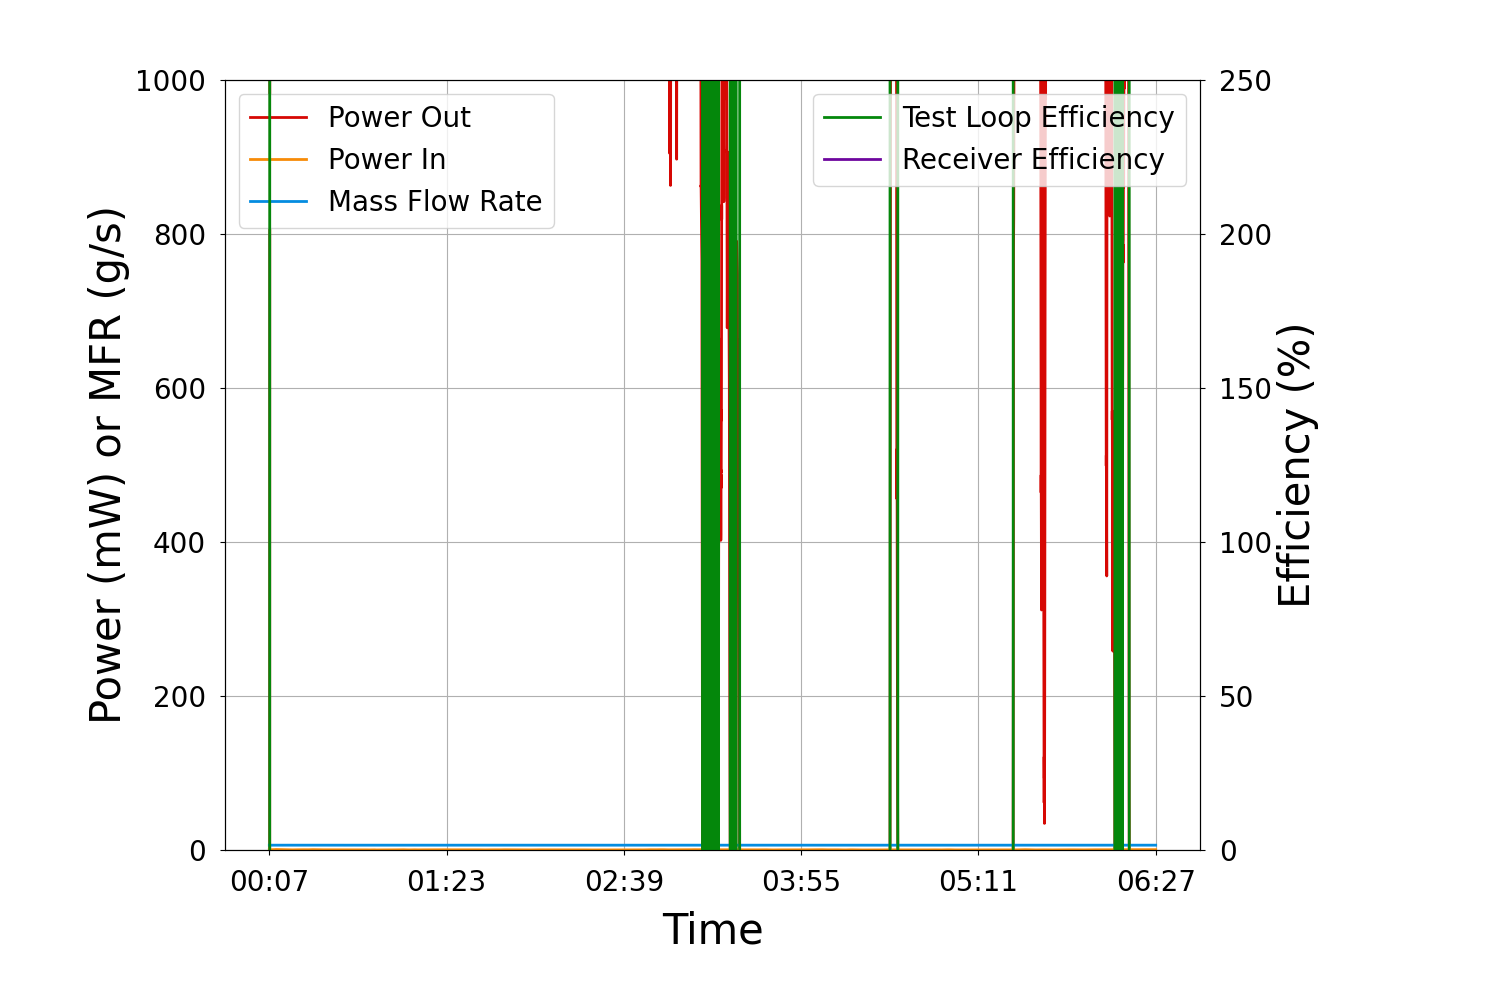 1000
800
600
400
200
0
Power (mW) or MFR (g/s)
Power Out
Power In
Mass Flow Rate
Test Loop Efficiency
Receiver Efficiency
250
200
150
100
50
0
Efficiency (%)
00:07 01:23 02:39 03:55 05:11 06:27
Time